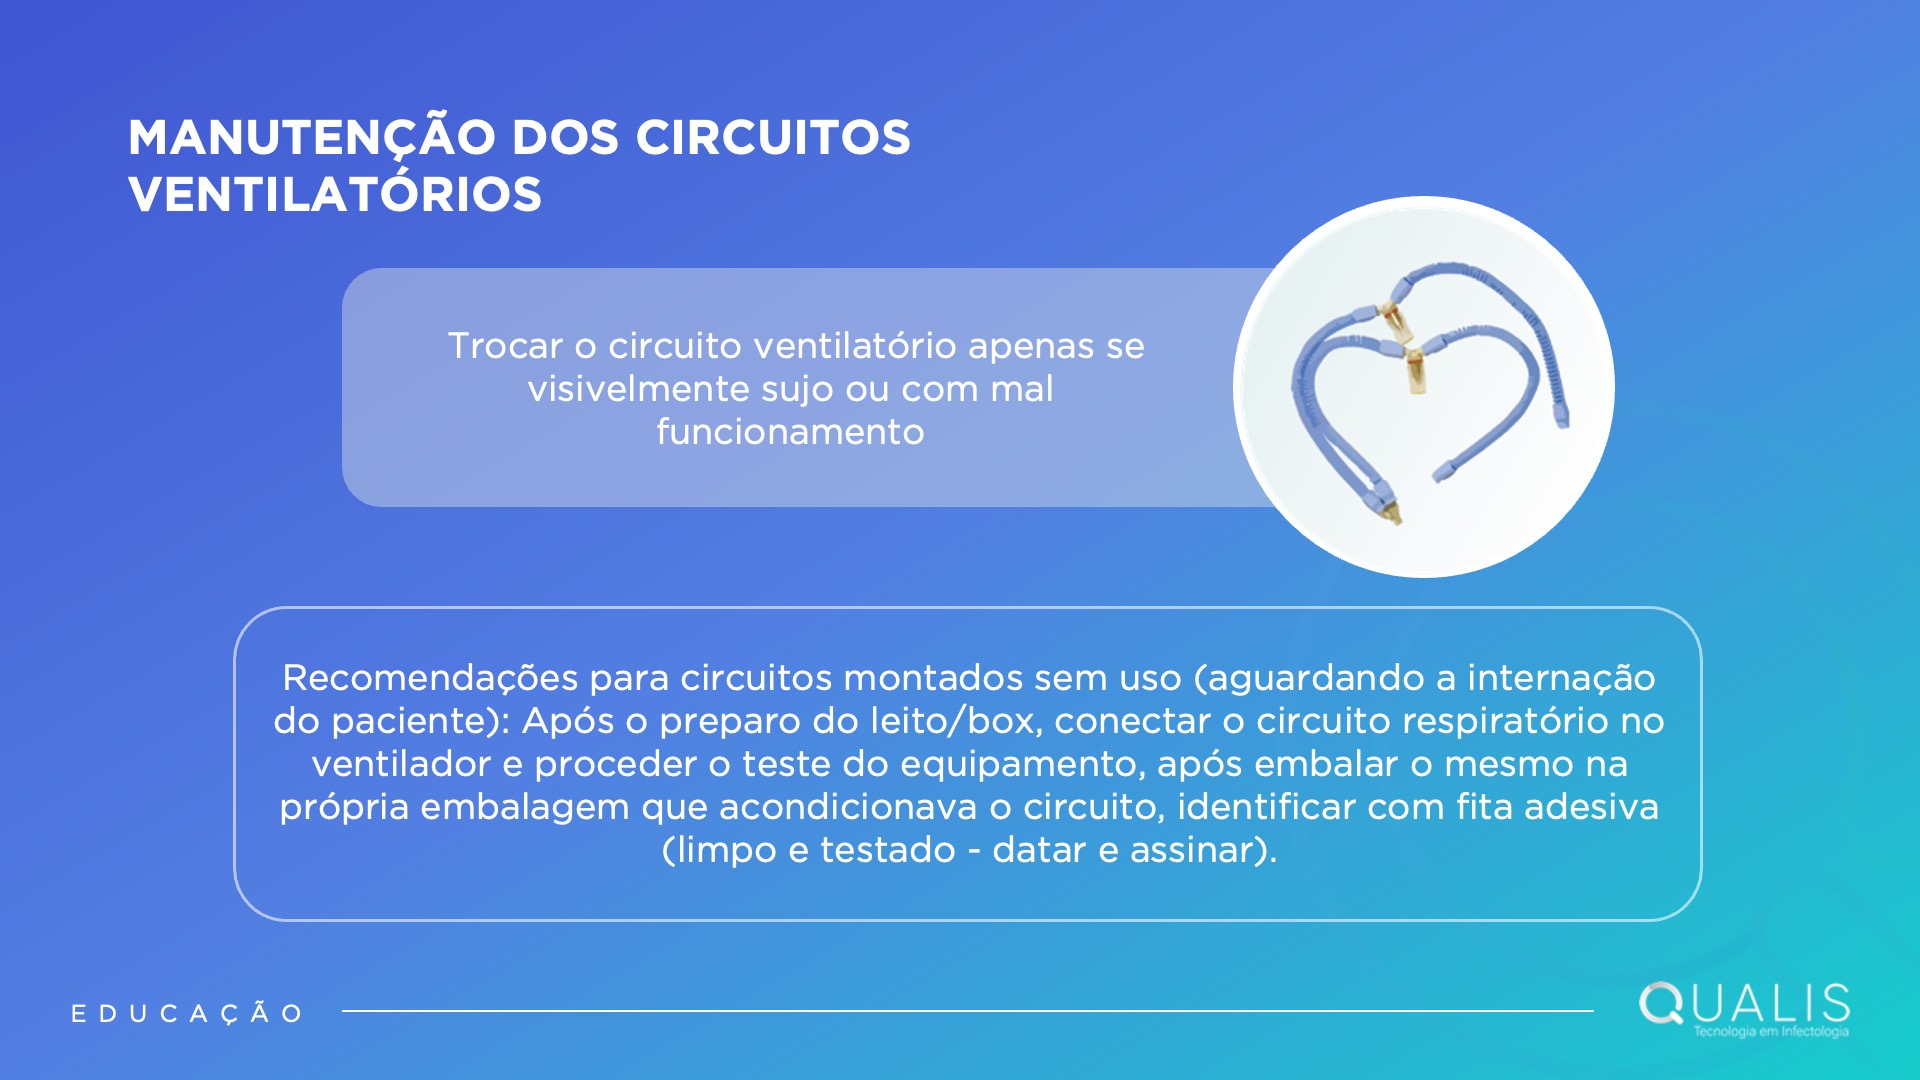 MANUTENÇÃO DOS CIRCUITOS
VENTILATÓRIOS
Trocar o circuito ventilatório apenas se
visivelmente sujo ou com mal
funcionamento
Recomendações para circuitos montados sem uso (aguardando a internação
do paciente): Após o preparo do leito/box, conectar o circuito respiratório no
ventilador e proceder o teste do equipamento, após embalar o mesmo na
própria embalagem que acondicionava o circuito, identificar com fita adesiva
(limpo e testado - datar e assinar).
EDUCAÇÃO
QUALIS
Tecnologia em Infectologia